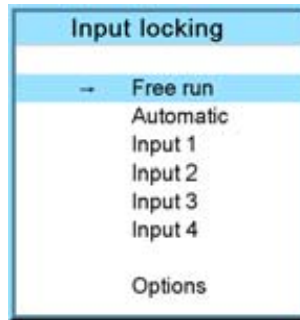 Input locking
→ Free run
Automatic
Input 1
Input 2
Input 3
Input 4
Options